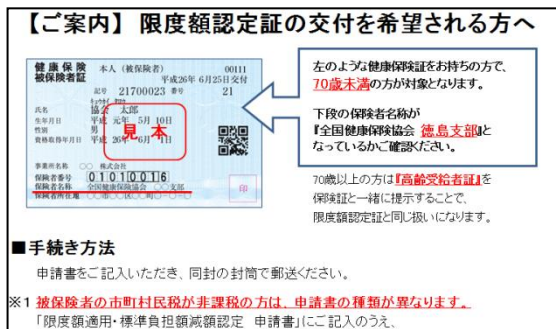 【ご案内】 限度額認定証の交付を希望される方へ
健 康 保 険
被保険者証
本人（被保険者）
00111
平成26年 6月25日交付
記号 21700023 番号 21
ｷｮｳｶｲ ﾀﾛｳ
氏名 協会 太郎
生年月日 平成 元年 5月 10日
性別 男
資格取得年月日 平成 26年 6月 1日
見 本
事業所名称 ○○ 株式会社
保険者番号 01010016
保険者名称 全国健康保険協会 ○○支部
保険者所在地
印
左のような健康保険証をお持ちの方で、
70歳未満の方が対象となります。
下段の保険者名称が
『全国健康保険協会 徳島支部』と
なっているかご確認ください。
70歳以上の方は『高齢受給者証』を
保険証と一緒に提示することで、
限度額認定証と同じ扱いになります。
■手続き方法
申請書をご記入いただき、同封の封筒で郵送ください。
※1 被保険者の市町村民税が非課税の方は、申請書の種類が異なります。
「限度額適用・標準負担額減額認定 申請書」にご記入のうえ、